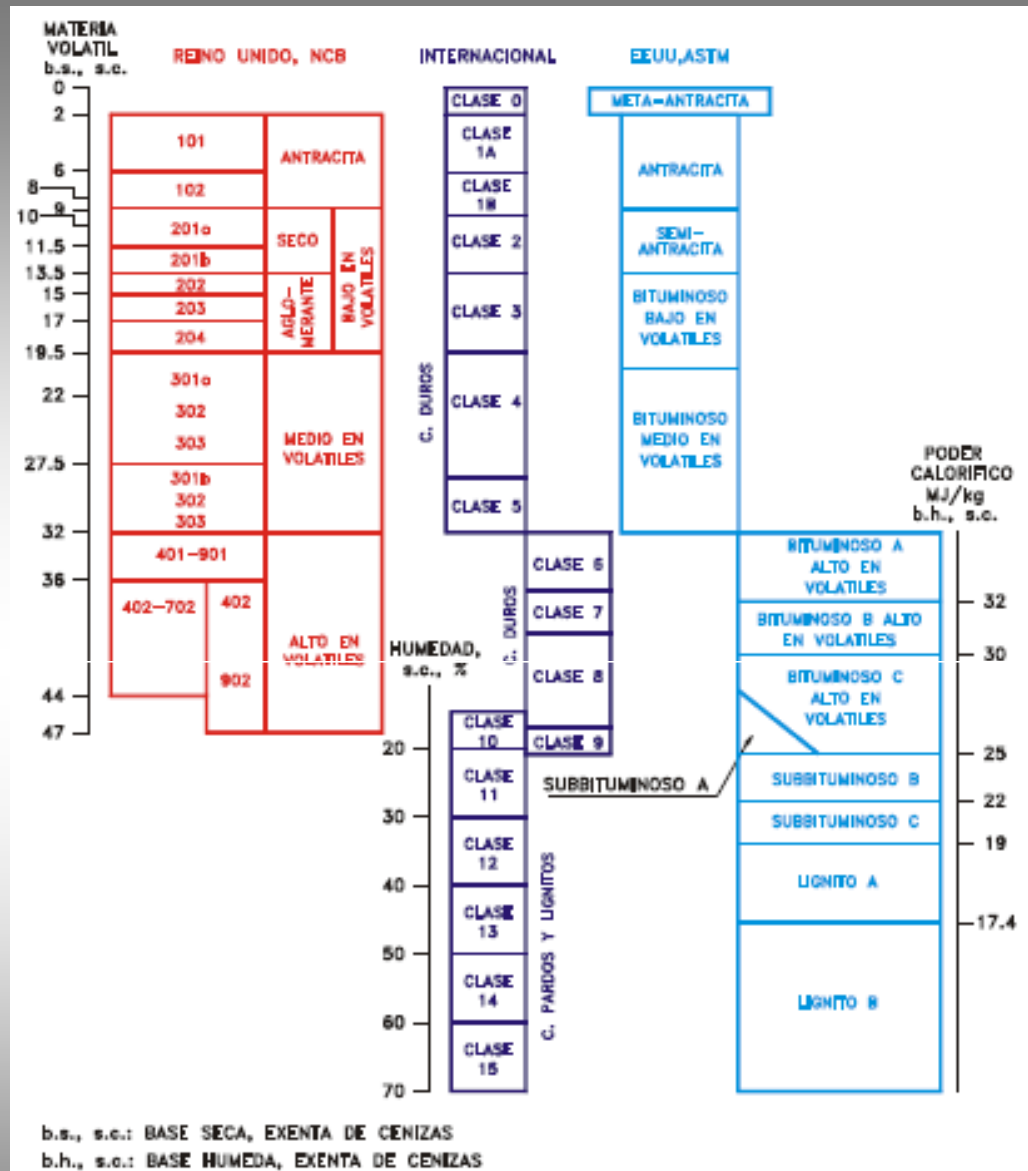 MATERIA
VOLATIL
b.s., s.c.
REINO UNIDO, NCB
INTERNACIONAL
EEUU,ASTM
0
2
6
8
9
10
11.5
13.5
15
17
19.5
22
27.5
32
36
44
47
101
102
201a
201b
202
203
204
301a
302
303
301b
302
303
401-901
402-702
402
902
ANTRACITA
SECO
AGLO-
MERANTE
BAJO EN
VOLATILES
MEDIO EN
VOLATILES
ALTO EN
VOLATILES
CLASE 0
CLASE
1A
CLASE
1B
CLASE 2
CLASE 3
CLASE 4
CLASE 5
C. DUROS
CLASE 6
CLASE 7
CLASE 8
CLASE 9
C. DUROS
HUMEDAD,
s.c., %
20
30
40
50
60
70
CLASE
10
CLASE
11
CLASE
12
CLASE
13
CLASE
14
CLASE
15
C. PARDOS Y LIGNITOS
META-ANTRACITA
ANTRACITA
SEMI-
ANTRACITA
BITUMINOSO
BAJO EN
VOLATILES
BITUMINOSO
MEDIO EN
VOLATILES
PODER
CALORIFICO
MJ/kg
b.h., s.c.
BITUMINOSO A
ALTO EN
VOLATILES
BITUMINOSO B ALTO
EN VOLATILES
BITUMINOSO C
ALTO EN
VOLATILES
SUBBITUMINOSO A
SUBBITUMINOSO B
SUBBITUMINOSO C
LIGNITO A
LIGNITO B
32
30
25
22
19
17.4
b.s., s.c.: BASE SECA, EXENTA DE CENIZAS
b.h., s.c.: BASE HUMEDA, EXENTA DE CENIZAS